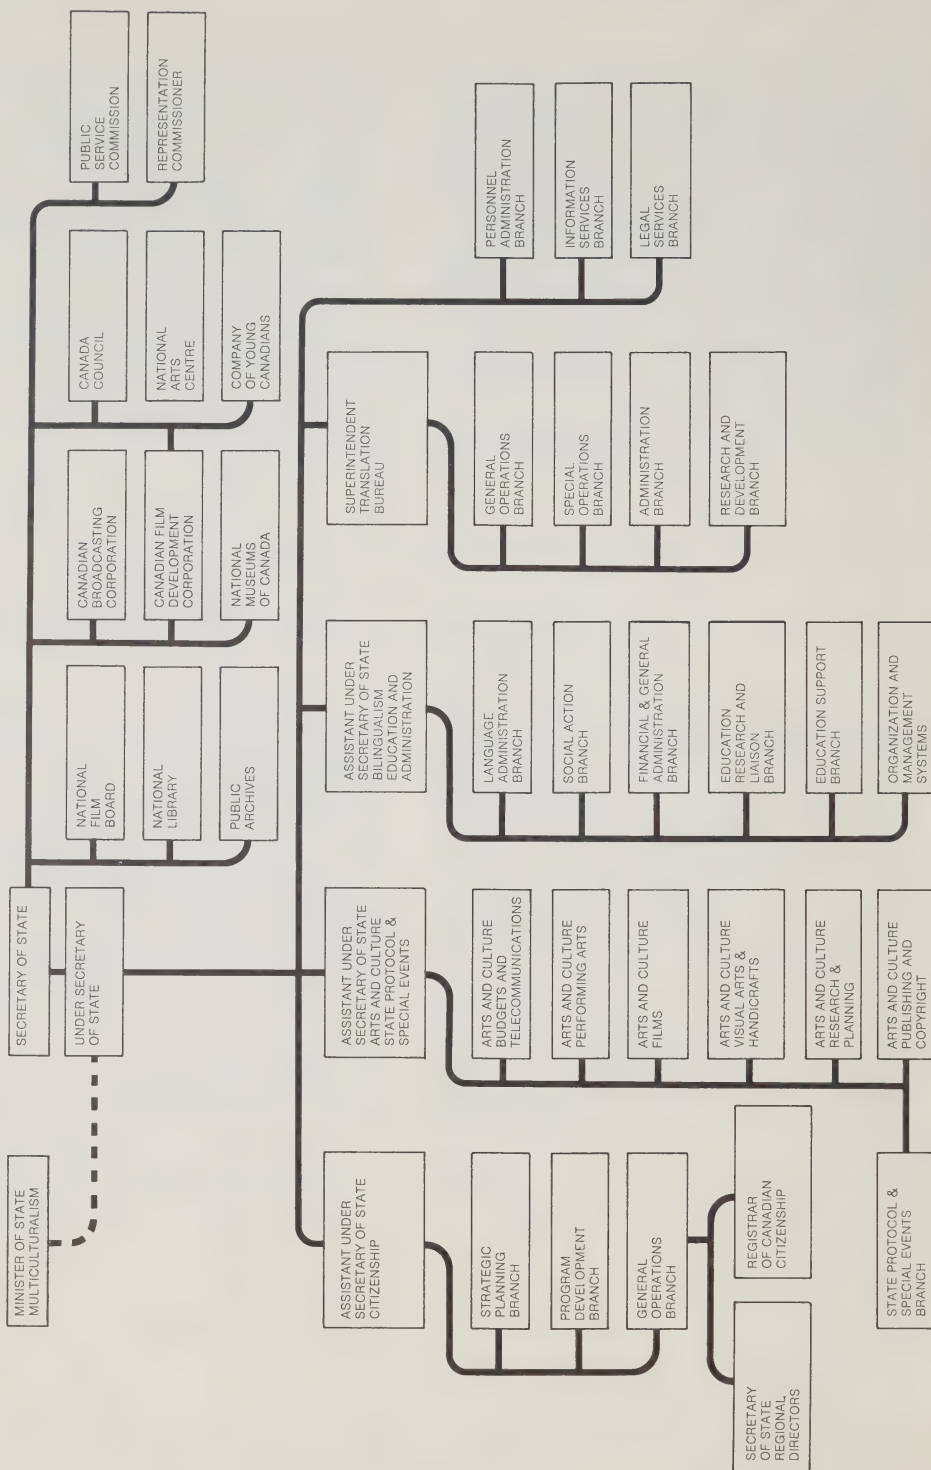 MINISTER OF STATE
MULTICULTURALISM
SECRETARY OF STATE
UNDER SECRETARY
OF STATE
NATIONAL
FILM
BOARD
NATIONAL
LIBRARY
PUBLIC
ARCHIVES
CANADIAN
BROADCASTING
CORPORATION
CANADIAN FILM
DEVELOPMENT
CORPORATION
NATIONAL
MUSEUMS
OF CANADA
CANADA
COUNCIL
NATIONAL
ARTS
CENTRE
COMPANY
OF YOUNG
CANADIANS
PUBLIC
SERVICE
COMMISSION
REPRESENTATION
COMMISSIONER
ASSISTANT UNDER
SECRETARY OF STATE
CITIZENSHIP
STRATEGIC
PLANNING
BRANCH
PROGRAM
DEVELOPMENT
BRANCH
GENERAL
OPERATIONS
BRANCH
SECRETARY
OF STATE
REGIONAL
DIRECTORS
REGISTRAR
OF CANADIAN
CITIZENSHIP
ASSISTANT UNDER
SECRETARY OF STATE
ARTS AND CULTURE
STATE PROTOCOL &
SPECIAL EVENTS
ARTS AND CULTURE
BUDGETS AND
TELECOMMUNICATIONS
ARTS AND CULTURE
PERFORMING ARTS
ARTS AND CULTURE
FILMS
ARTS AND CULTURE
VISUAL ARTS &
HANDICRAFTS
ARTS AND CULTURE
RESEARCH &
PLANNING
ARTS AND CULTURE
PUBLISHING AND
COPYRIGHT
STATE PROTOCOL &
SPECIAL EVENTS
BRANCH
ASSISTANT UNDER
SECRETARY OF STATE
BILINGUALISM
EDUCATION AND
ADMINISTRATION
LANGUAGE
ADMINISTRATION
BRANCH
SOCIAL ACTION
BRANCH
FINANCIAL & GENERAL
ADMINISTRATION
BRANCH
EDUCATION
RESEARCH AND
LIAISON
BRANCH
EDUCATION SUPPORT
BRANCH
ORGANIZATION AND
MANAGEMENT
SYSTEMS
SUPERINTENDENT
TRANSLATION
BUREAU
GENERAL
OPERATIONS
BRANCH
SPECIAL
OPERATIONS
BRANCH
ADMINISTRATION
BRANCH
RESEARCH AND
DEVELOPMENT
BRANCH
PERSONNEL
ADMINISTRATION
BRANCH
INFORMATION
SERVICES
BRANCH
LEGAL
SERVICES
BRANCH